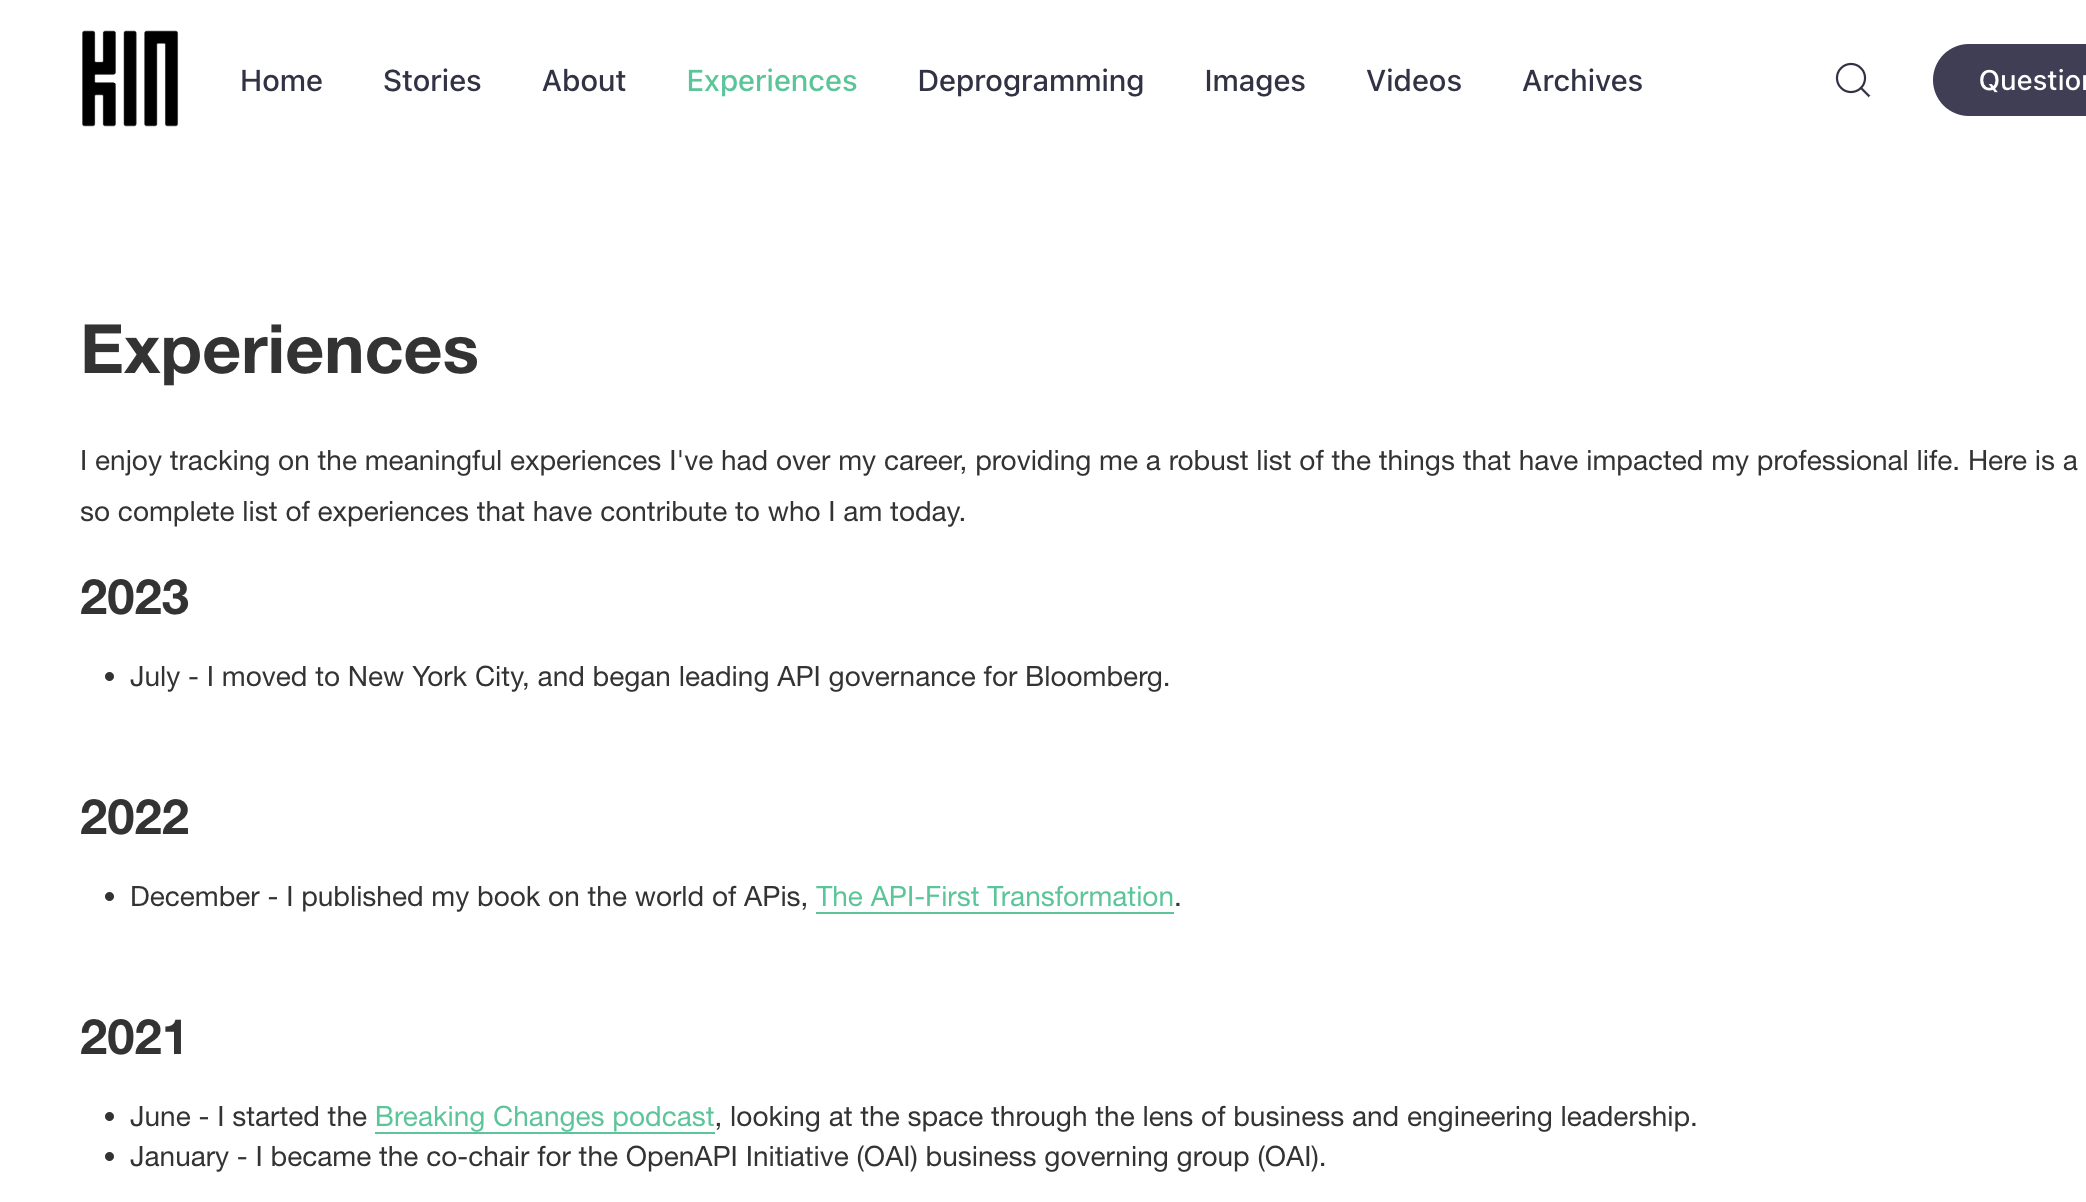 KIN
Home
Stories
About
Experiences
Deprogramming
Images
Videos
Archives
Experiences
I enjoy tracking on the meaningful experiences I've had over my career, providing me a robust list of the things that have impacted my professional life. Here is a
so complete list of experiences that have contribute to who I am today.
2023
• July - I moved to New York City, and began leading API governance for Bloomberg.
2022
• December - I published my book on the world of APis, The API-First Transformation.
2021
• June - I started the Breaking Changes podcast, looking at the space through the lens of business and engineering leadership.
• January - I became the co-chair for the OpenAPI Initiative (OAI) business governing group (OAI).